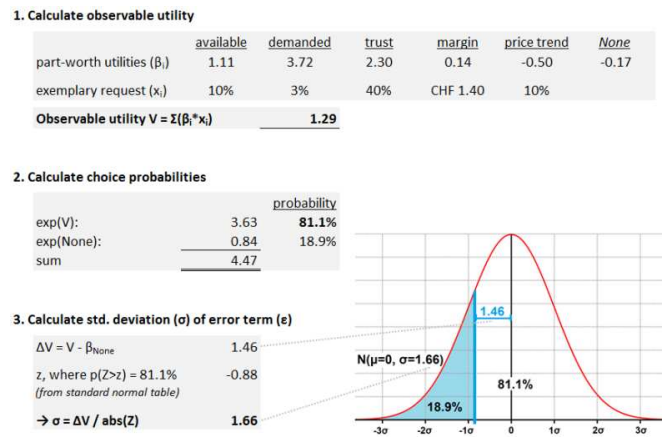 1. Calculate observable utility
available demanded trust margin price trend None
part-worth utilities (βᵢ) 1.11 3.72 2.30 0.14 -0.50 -0.17
exemplary request (xᵢ) 10% 3% 40% CHF 1.40 10%
Observable utility V = Σ(βᵢ*xᵢ) 1.29
2. Calculate choice probabilities
probability
exp(V): 3.63 81.1%
exp(None): 0.84 18.9%
sum 4.47
3. Calculate std. deviation (σ) of error term (ε)
ΔV = V - βNone 1.46
z, where p(Z>z) = 81.1% -0.88
(from standard normal table)
→ σ = ΔV / abs(Z) 1.66
1.46
N(μ=0, σ=1.66)
81.1%
18.9%
-3σ -2σ -1σ 0 1σ 2σ 3σ